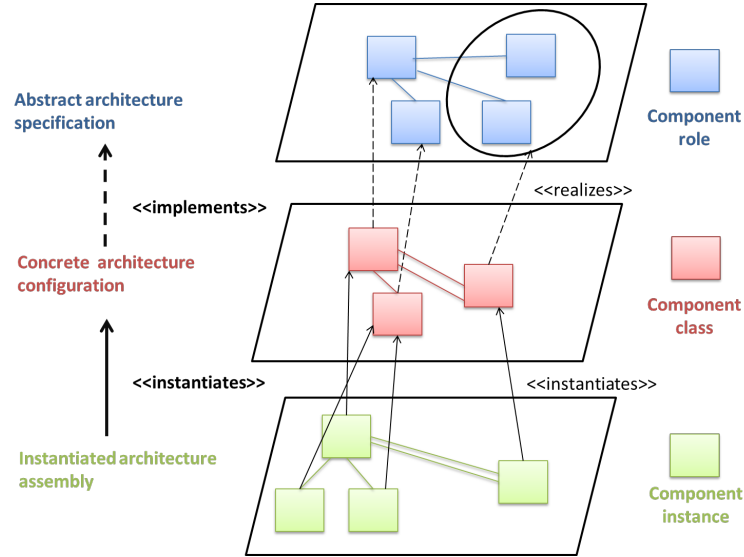 Abstract architecture
specification
Component
role
<<implements>>
<<realizes>>
Concrete architecture
configuration
Component
class
<<instantiates>>
<<instantiates>>
Instantiated architecture
assembly
Component
instance